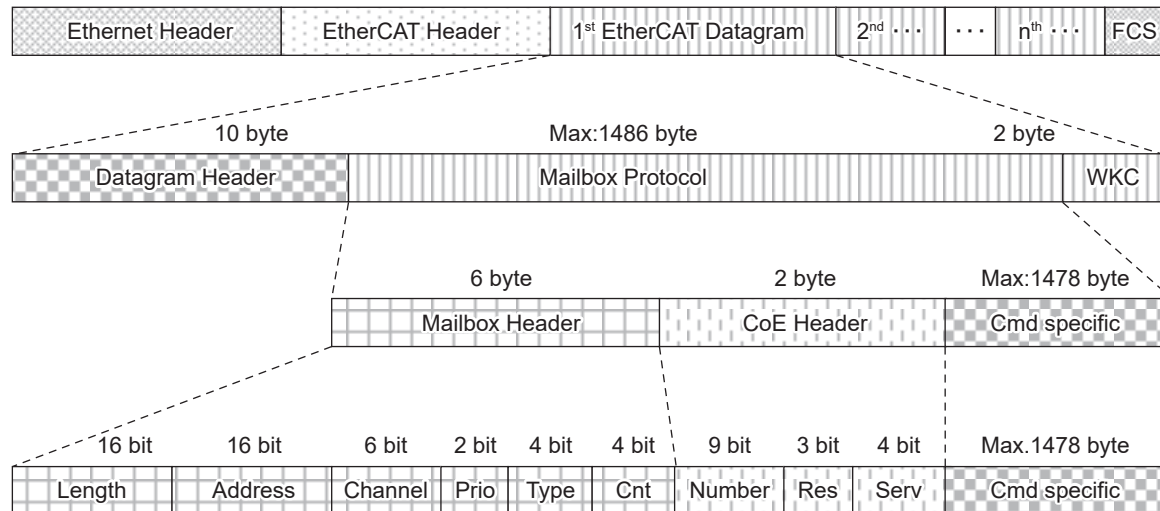 Ethernet Header EtherCAT Header 1st EtherCAT Datagram 2nd ··· ··· nth ··· FCS
10 byte Max:1486 byte 2 byte
Datagram Header Mailbox Protocol WKC
6 byte 2 byte Max:1478 byte
Mailbox Header CoE Header Cmd specific
16 bit 16 bit 6 bit 2 bit 4 bit 4 bit 9 bit 3 bit 4 bit Max.1478 byte
Length Address Channel Prio Type Cnt Number Res Serv Cmd specific